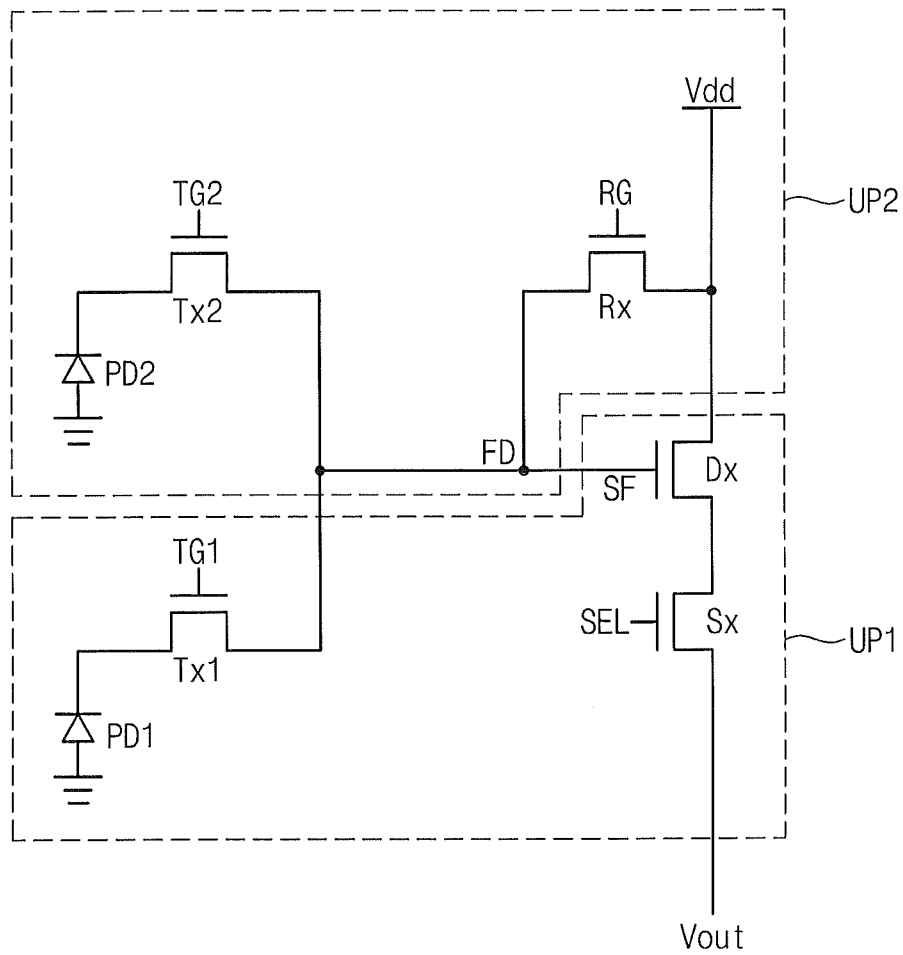 Vdd
TG2
RG
UP2
Tx2
Rx
PD2
FD
SF
Dx
TG1
SEL
Sx
UP1
Tx1
PD1
Vout